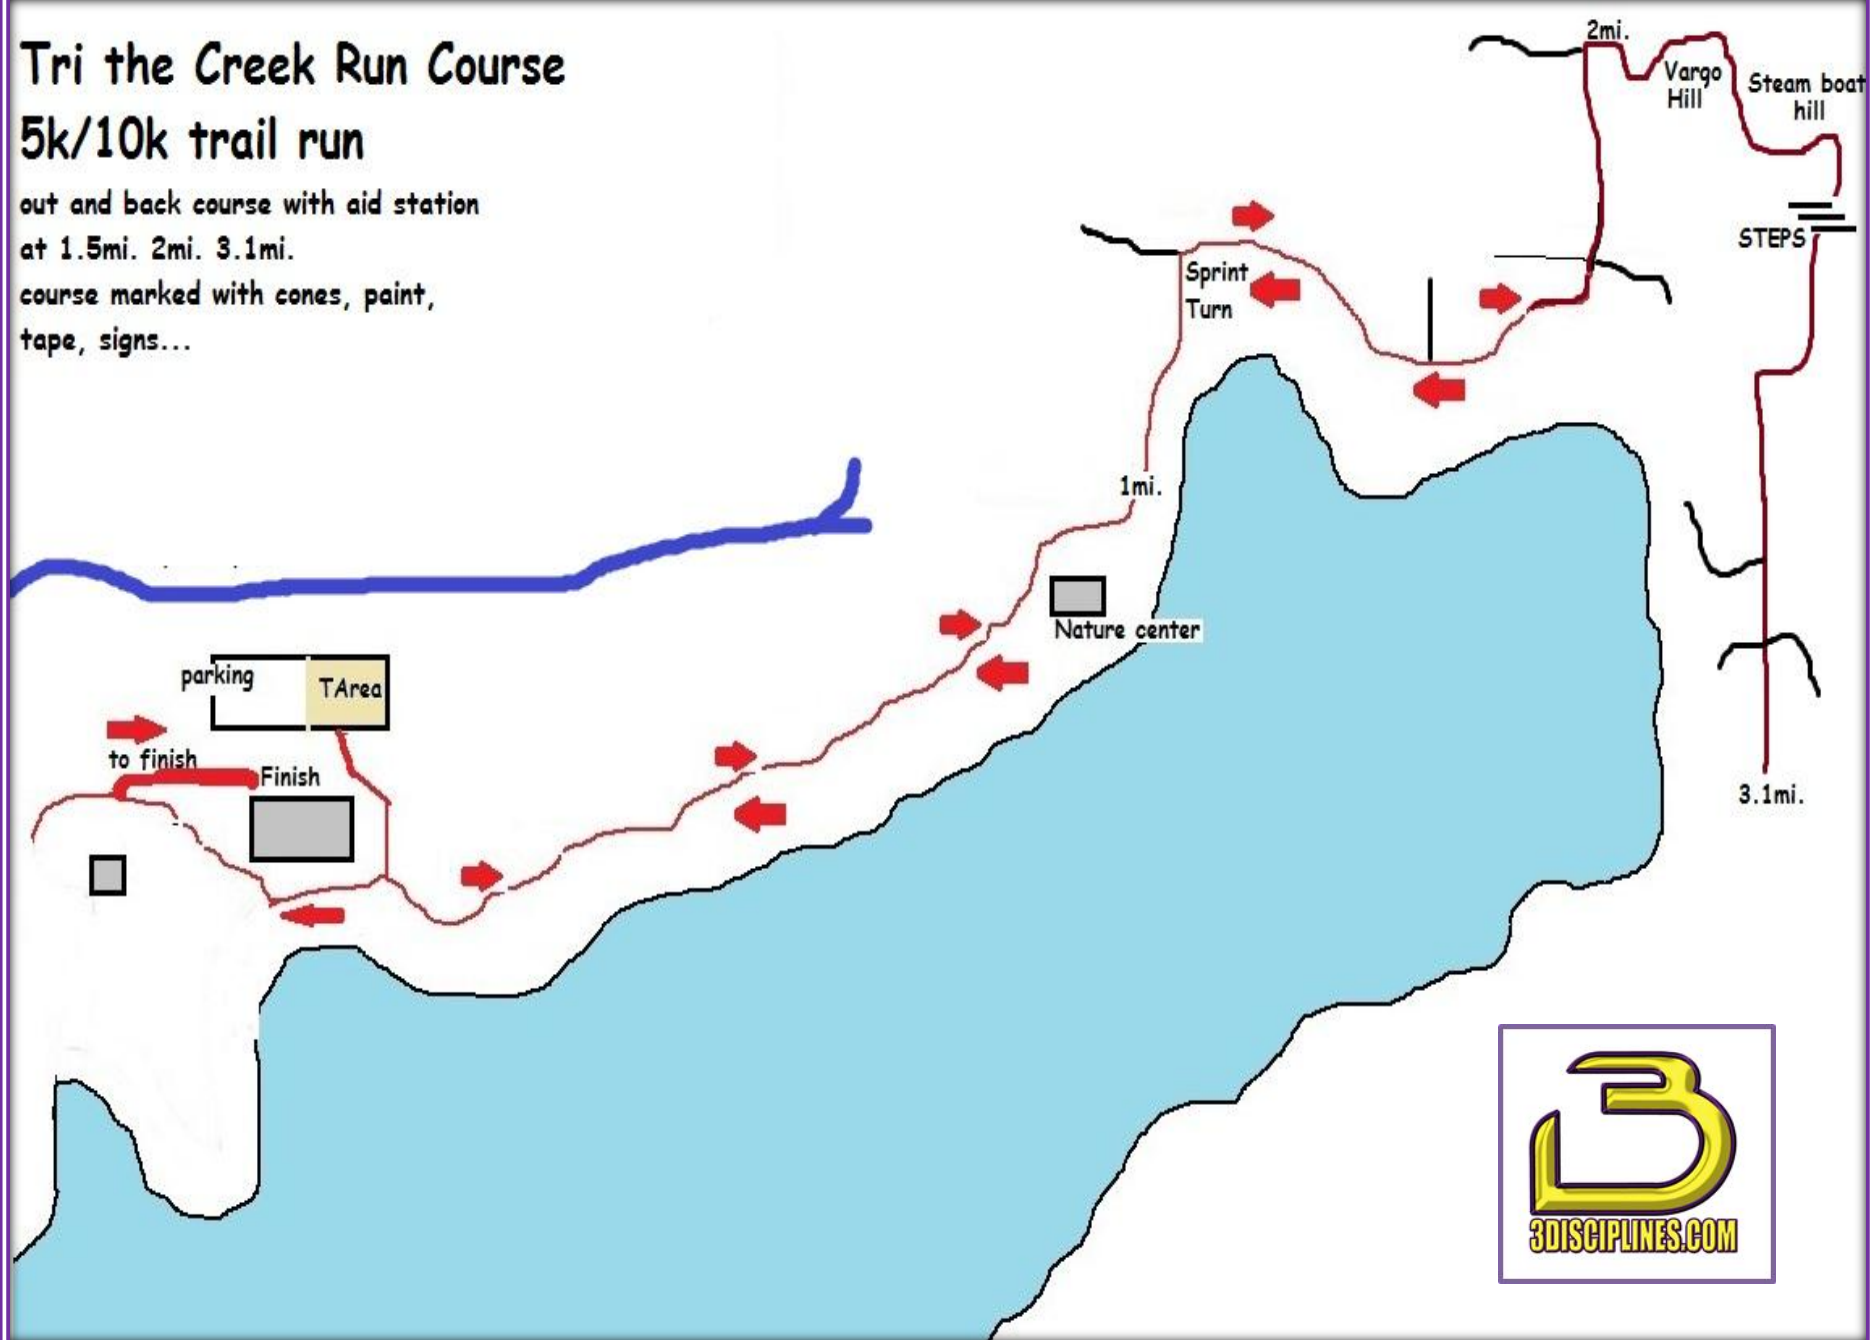 Tri the Creek Run Course
5k/10k trail run
out and back course with aid station
at 1.5mi. 2mi. 3.1mi.
course marked with cones, paint,
tape, signs...
2mi.
Vargo
Hill
Steam boat
hill
STEPS
Sprint
Turn
1mi.
Nature center
parking
TArea
to finish
Finish
3.1mi.
3DISCIPLINES.COM